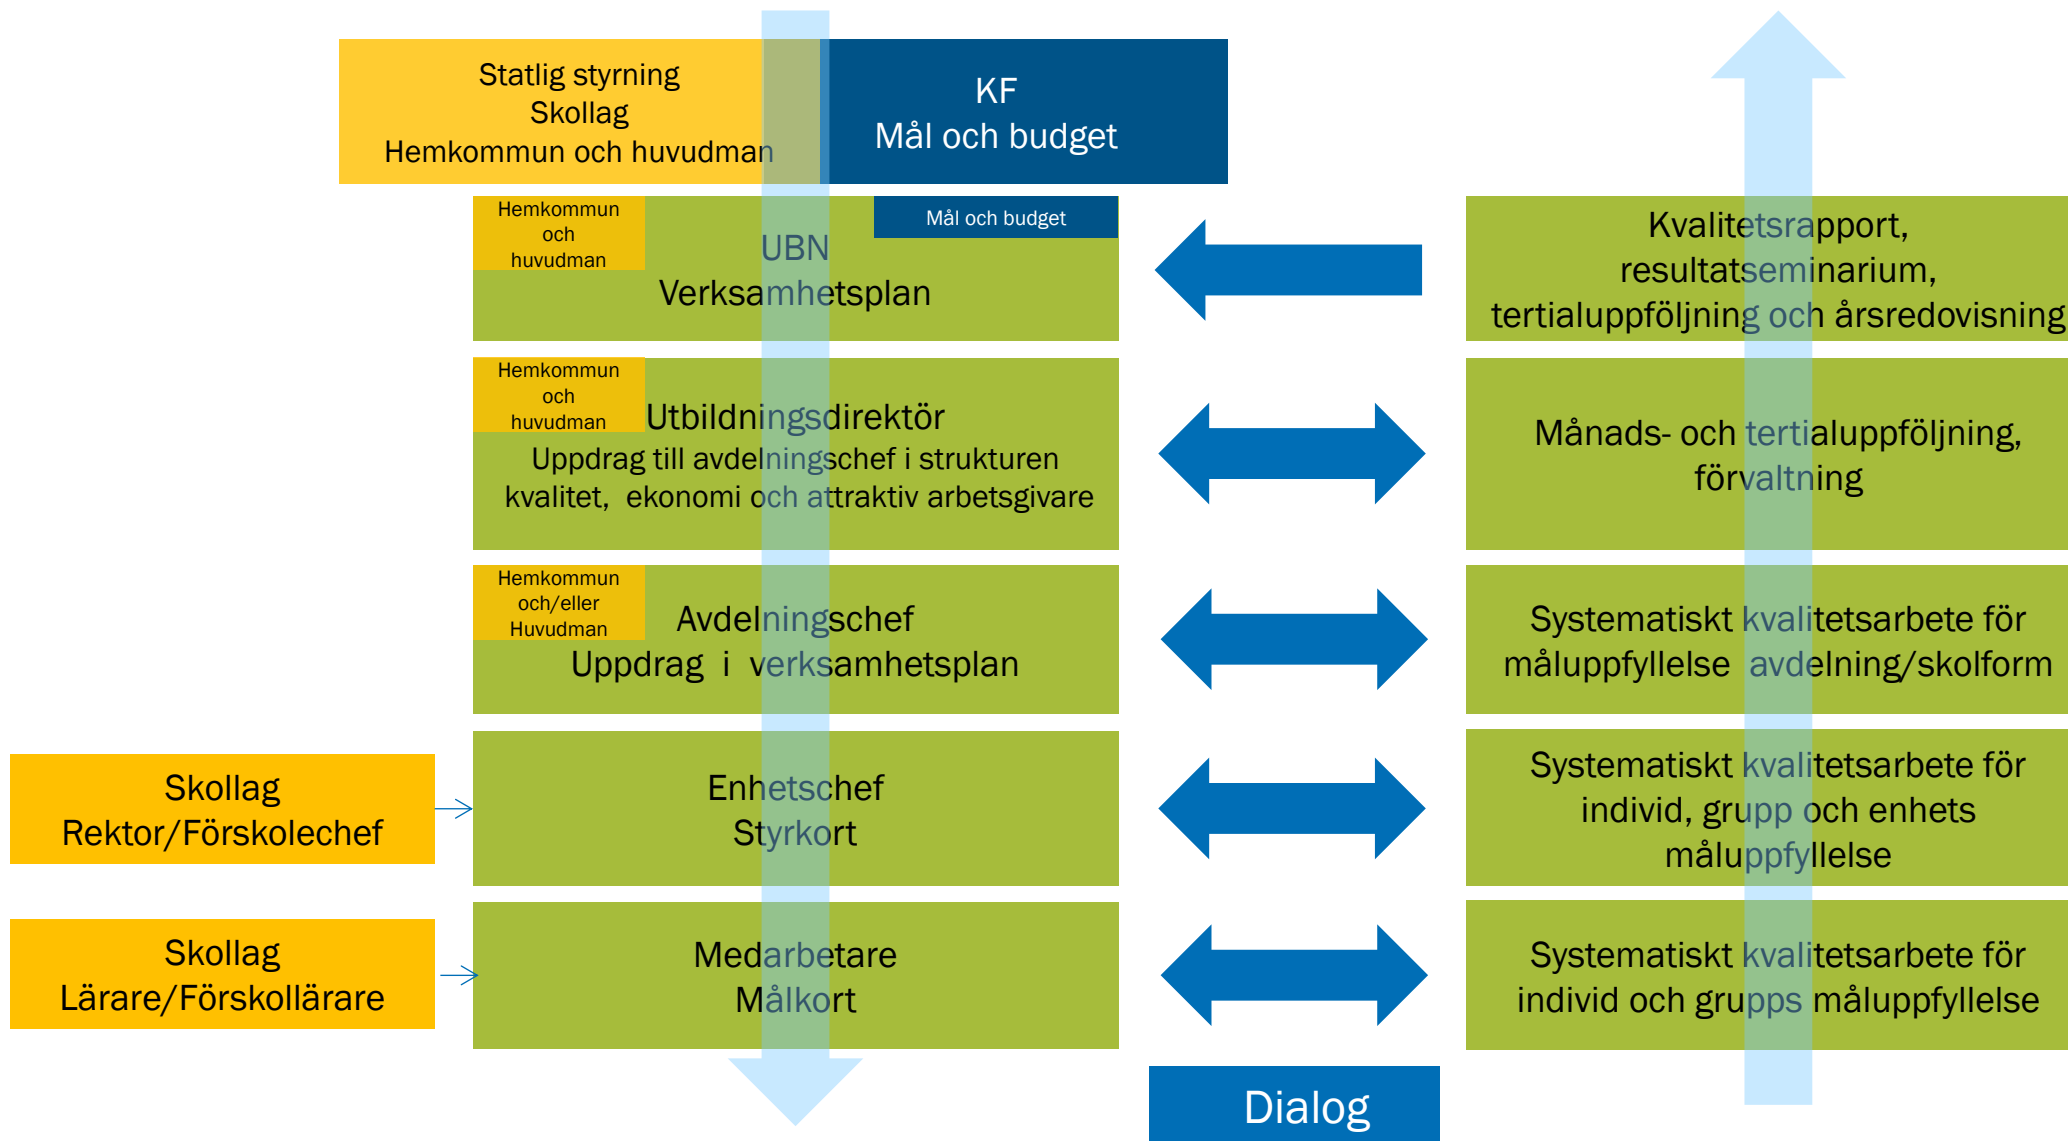 Statlig styrning
Skollag
Hemkommun och huvudman
KF
Mål och budget
Hemkommun
och
huvudman
Mål och budget
UBN
Verksamhetsplan
Kvalitetsrapport,
resultatseminarium,
tertialuppföljning och årsredovisning
Hemkommun
och
huvudman
Utbildningsdirektör
Uppdrag till avdelningschef i strukturen
kvalitet, ekonomi och attraktiv arbetsgivare
Månads- och tertialuppföljning,
förvaltning
Hemkommun
och/eller
Huvudman
Avdelningschef
Uppdrag i verksamhetsplan
Systematiskt kvalitetsarbete för
måluppfyllelse avdelning/skolform
Skollag
Rektor/Förskolechef
Enhetschef
Styrkort
Systematiskt kvalitetsarbete för
individ, grupp och enhets
måluppfyllelse
Skollag
Lärare/Förskollärare
Medarbetare
Målkort
Systematiskt kvalitetsarbete för
individ och grupps måluppfyllelse
Dialog